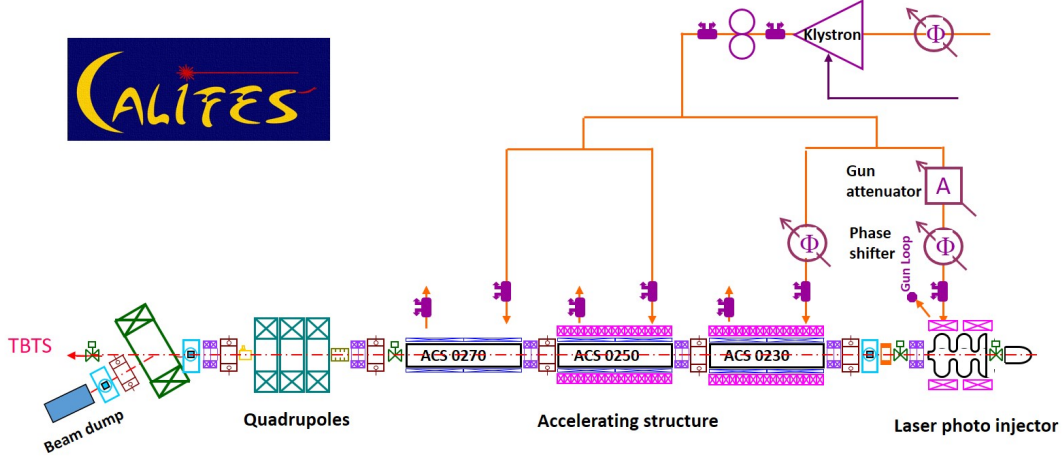 CALIFES
Klystron
Φ
Gun
attenuator
A
Phase
shifter
Φ
Φ
Gun Loop
TBTS
ACS 0270
ACS 0250
ACS 0230
Beam dump
Quadrupoles
Accelerating structure
Laser photo injector